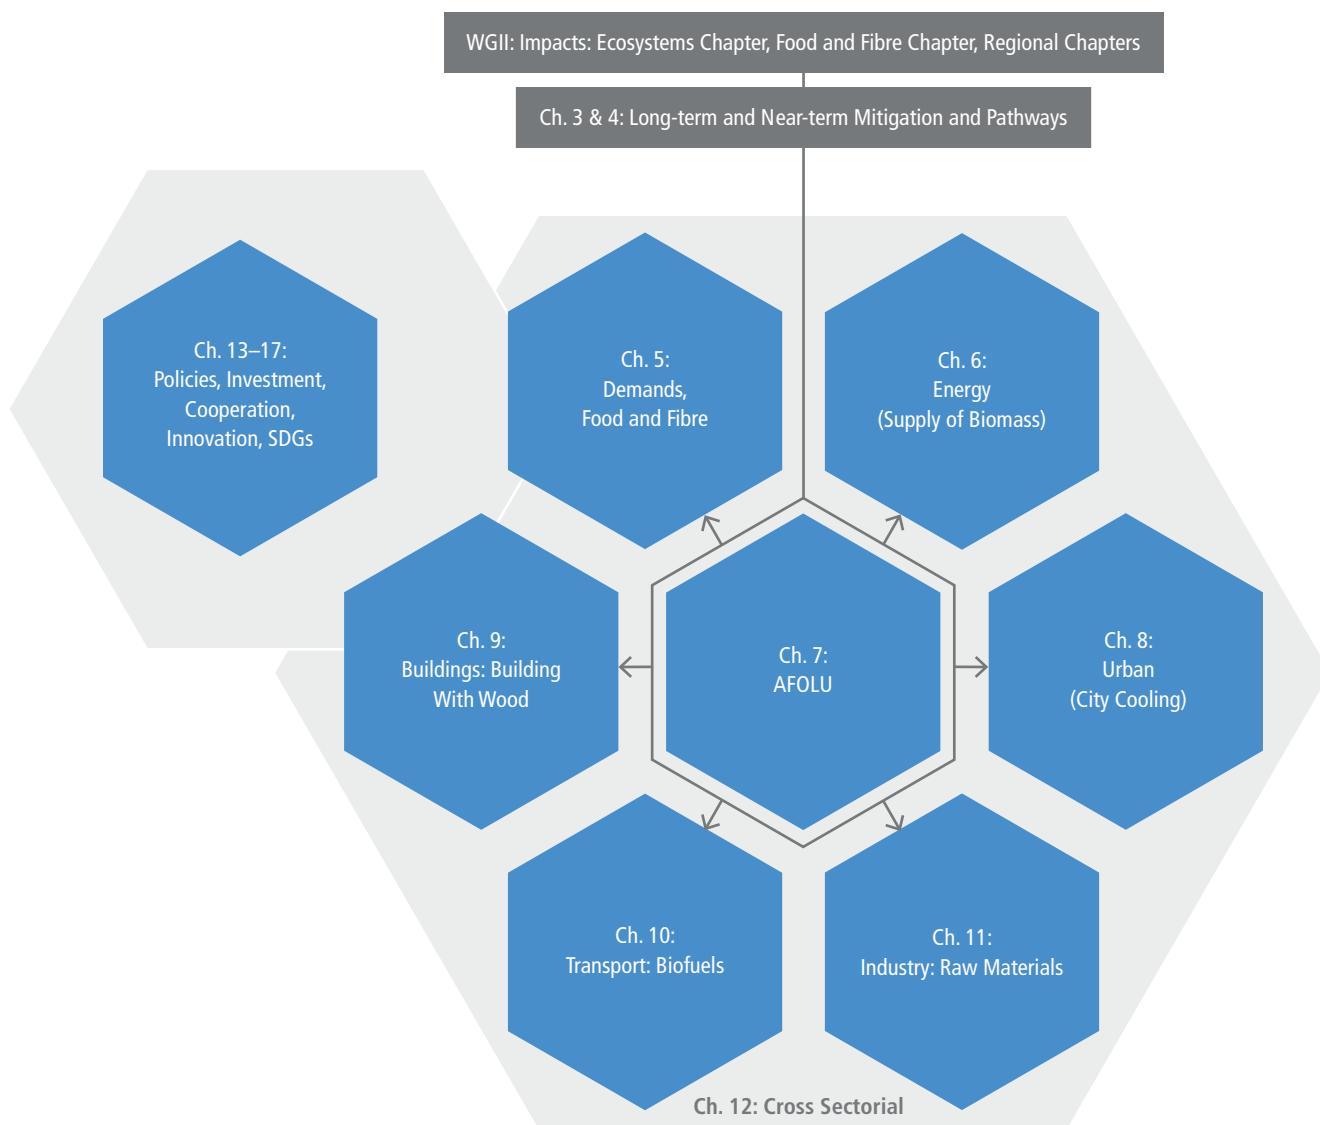 WGII: Impacts: Ecosystems Chapter, Food and Fibre Chapter, Regional Chapters
Ch. 3 & 4: Long-term and Near-term Mitigation and Pathways
Ch. 13–17:
Policies, Investment,
Cooperation,
Innovation, SDGs
Ch. 5:
Demands,
Food and Fibre
Ch. 6:
Energy
(Supply of Biomass)
Ch. 9:
Buildings: Building
With Wood
Ch. 7:
AFOLU
Ch. 8:
Urban
(City Cooling)
Ch. 10:
Transport: Biofuels
Ch. 11:
Industry: Raw Materials
Ch. 12: Cross Sectorial